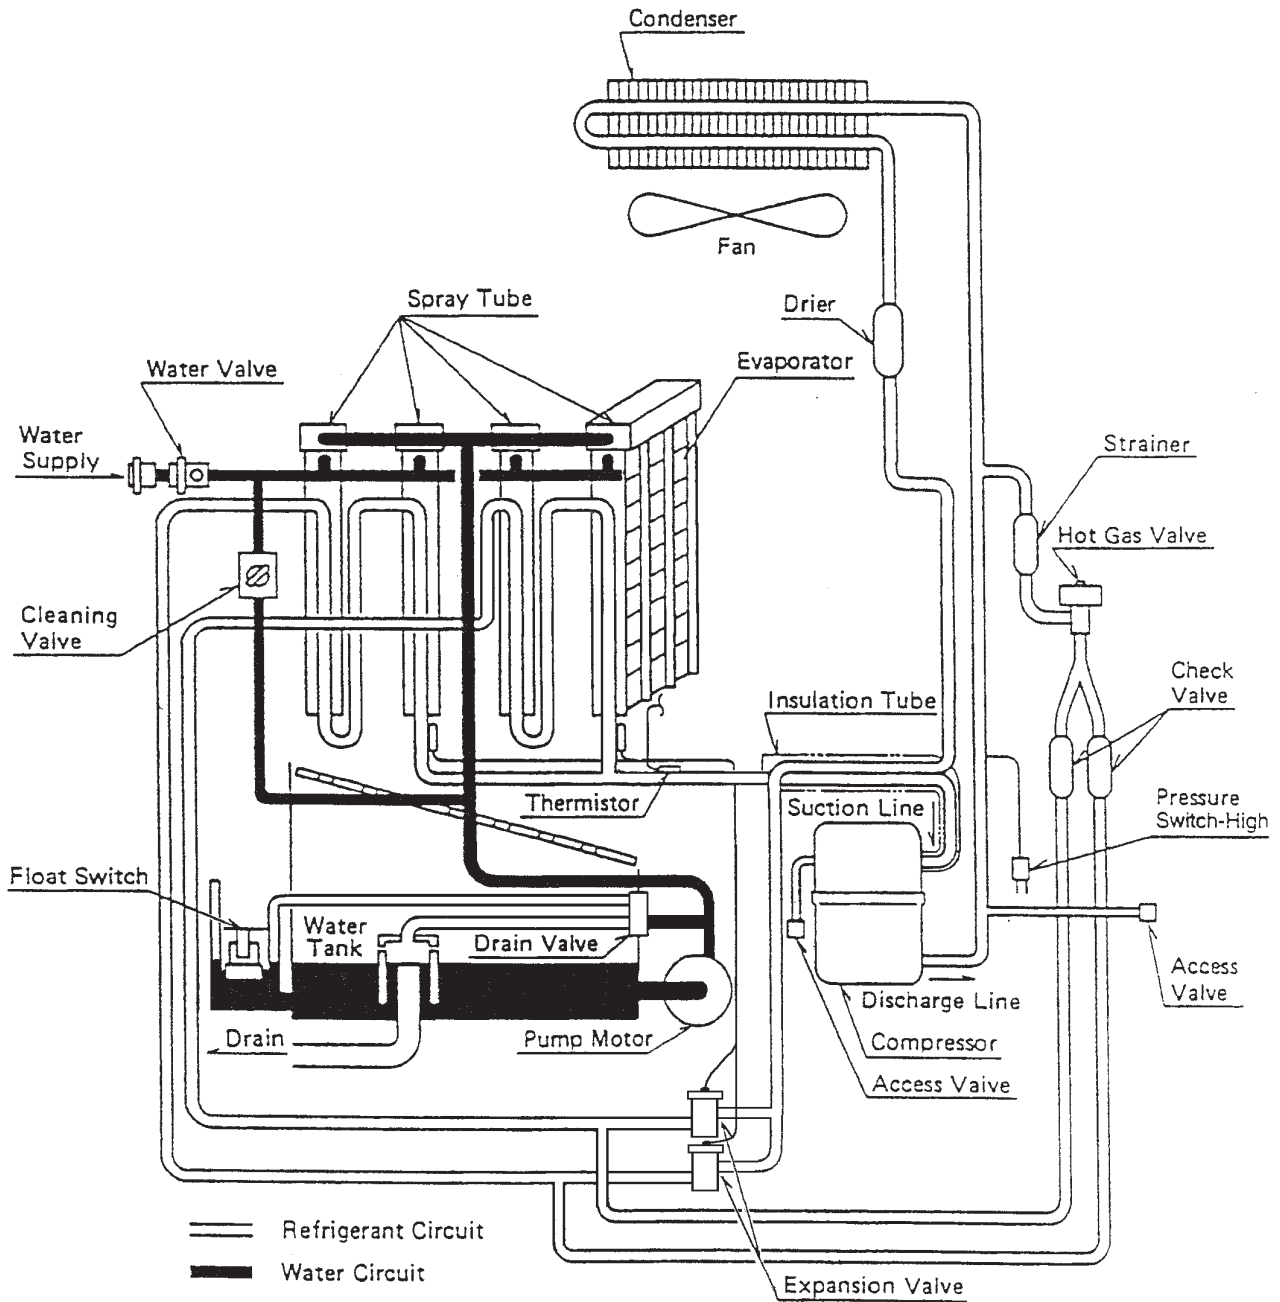 Condenser
Fan
Spray Tube
Drier
Water Valve
Evaporator
Water
Supply
Strainer
Hot Gas Valve
Cleaning
Valve
Check
Valve
Insulation Tube
Thermistor
Suction Line
Pressure
Switch-High
Float Switch
Water
Tank
Drain Valve
Access
Valve
Discharge Line
Drain
Pump Motor
Compressor
Access Vaive
Refrigerant Circuit
Water Circuit
Expansion Valve